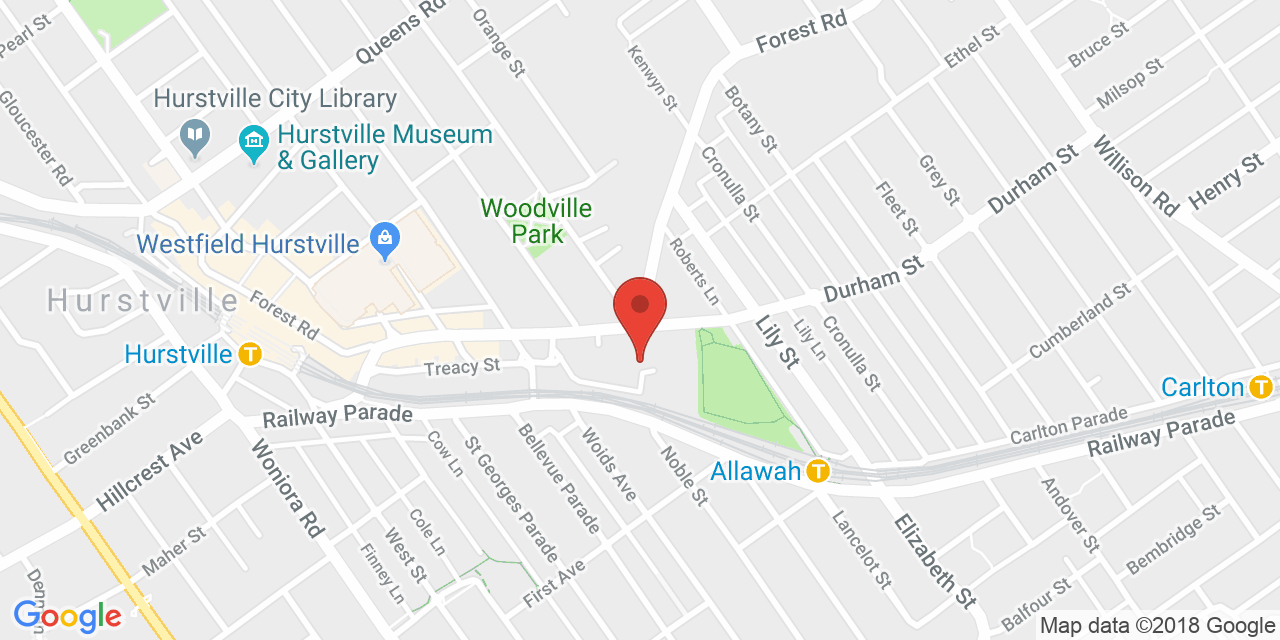 Pearl St
Queens Rd
Orange St
Forest Rd
Ethel St
Bruce St
Milsop St
Kenwyn St
Botany St
Gloucester Rd
Hurstville City Library
Hurstville Museum
& Gallery
Cronulla St
Grey St
Fleet St
Durham St
Willison Rd
Henry St
Woodville
Park
Westfield Hurstville
Roberts Ln
Durham St
Hurstville
Forest Rd
Lily St
Lily Ln
Cronulla St
Cumberland St
Hurstville
T
Treacy St
Carlton
T
Railway Parade
Carlton Parade
Railway Parade
Greenbank St
Hillcrest Ave
Woniora Rd
Cow Ln
St Georges Parade
Bellevue Parade
Woids Ave
Noble St
Allawah
T
Andover St
Bembridge St
Maher St
Cole Ln
West St
Finney Ln
First Ave
Lancelot St
Elizabeth St
Balfour St
Google
Map data ©2018 Google